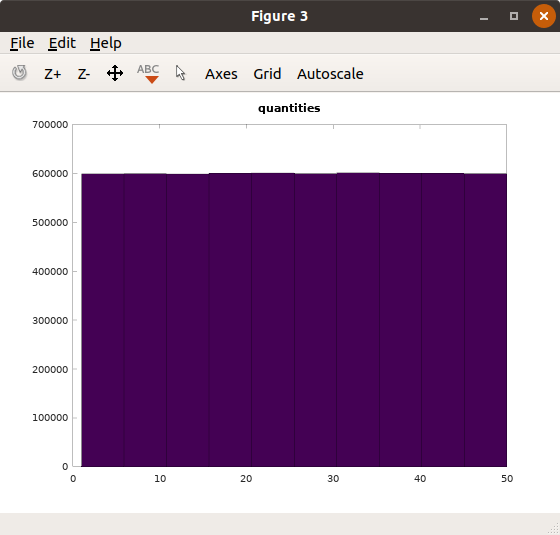 Figure 3
File Edit Help
Z+ Z- ABC Axes Grid Autoscale
quantities
700000
600000
500000
400000
300000
200000
100000
0
0 10 20 30 40 50